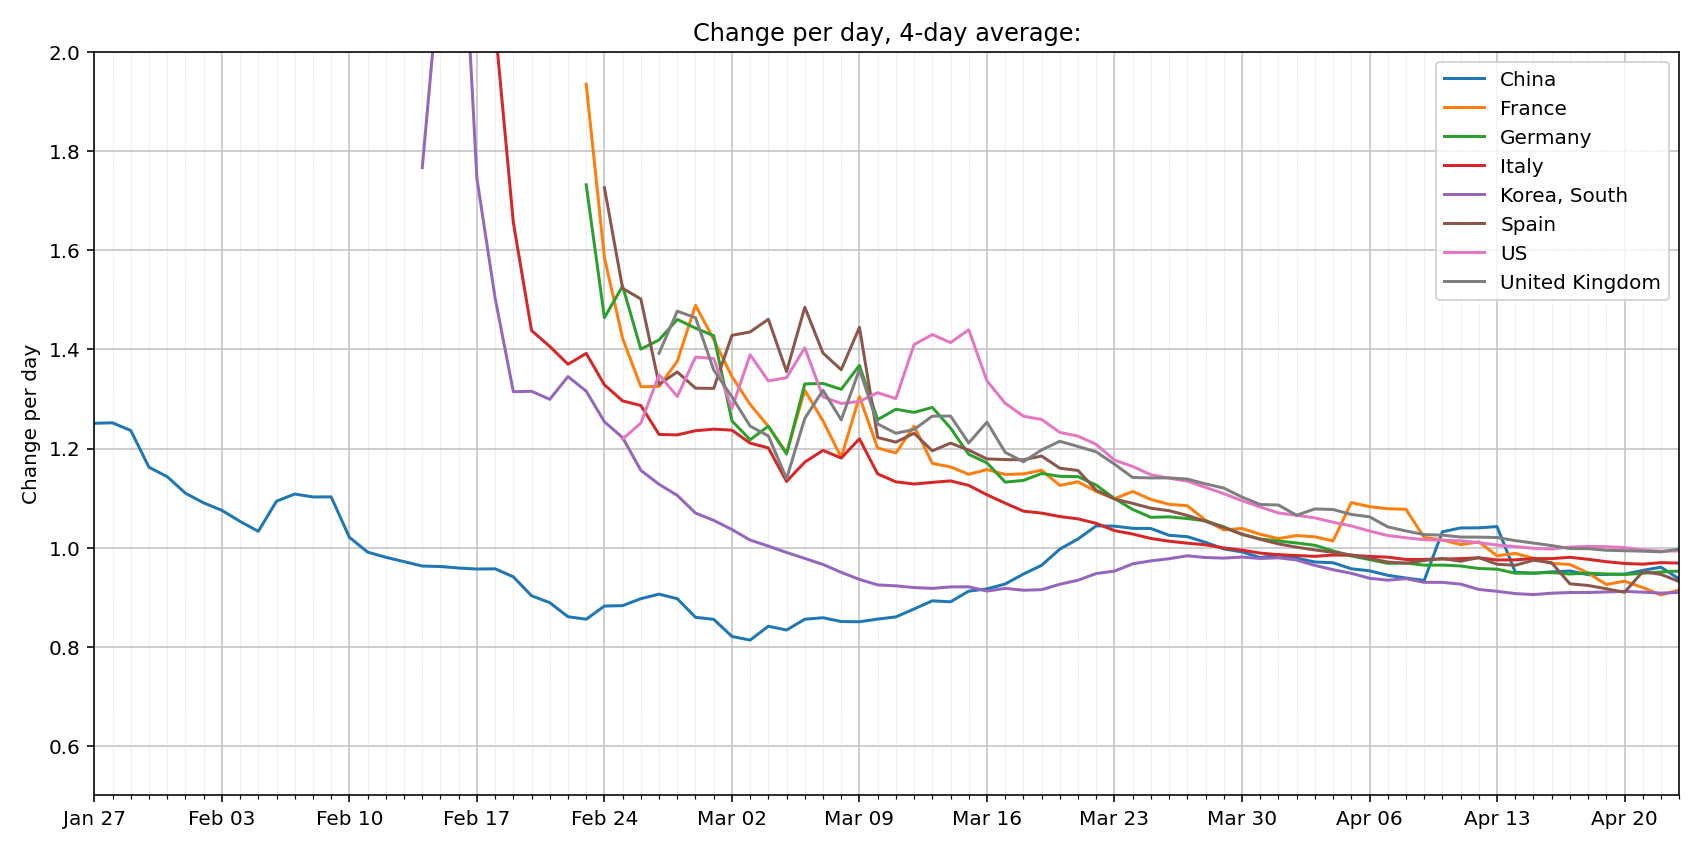 Change per day, 4-day average:
2.0
1.8
1.6
1.4
1.2
1.0
0.8
0.6
Change per day
China
France
Germany
Italy
Korea, South
Spain
US
United Kingdom
Jan 27 Feb 03 Feb 10 Feb 17 Feb 24 Mar 02 Mar 09 Mar 16 Mar 23 Mar 30 Apr 06 Apr 13 Apr 20